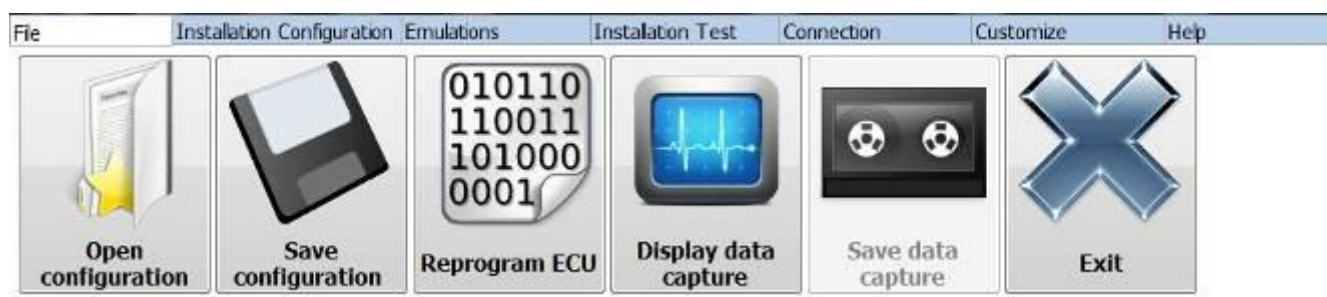 File Installation Configuration Emulations Instalation Test Connection Customize Help
010110
110011
101000
0001
Open configuration
Save configuration
Reprogram ECU
Display data capture
Save data capture
Exit